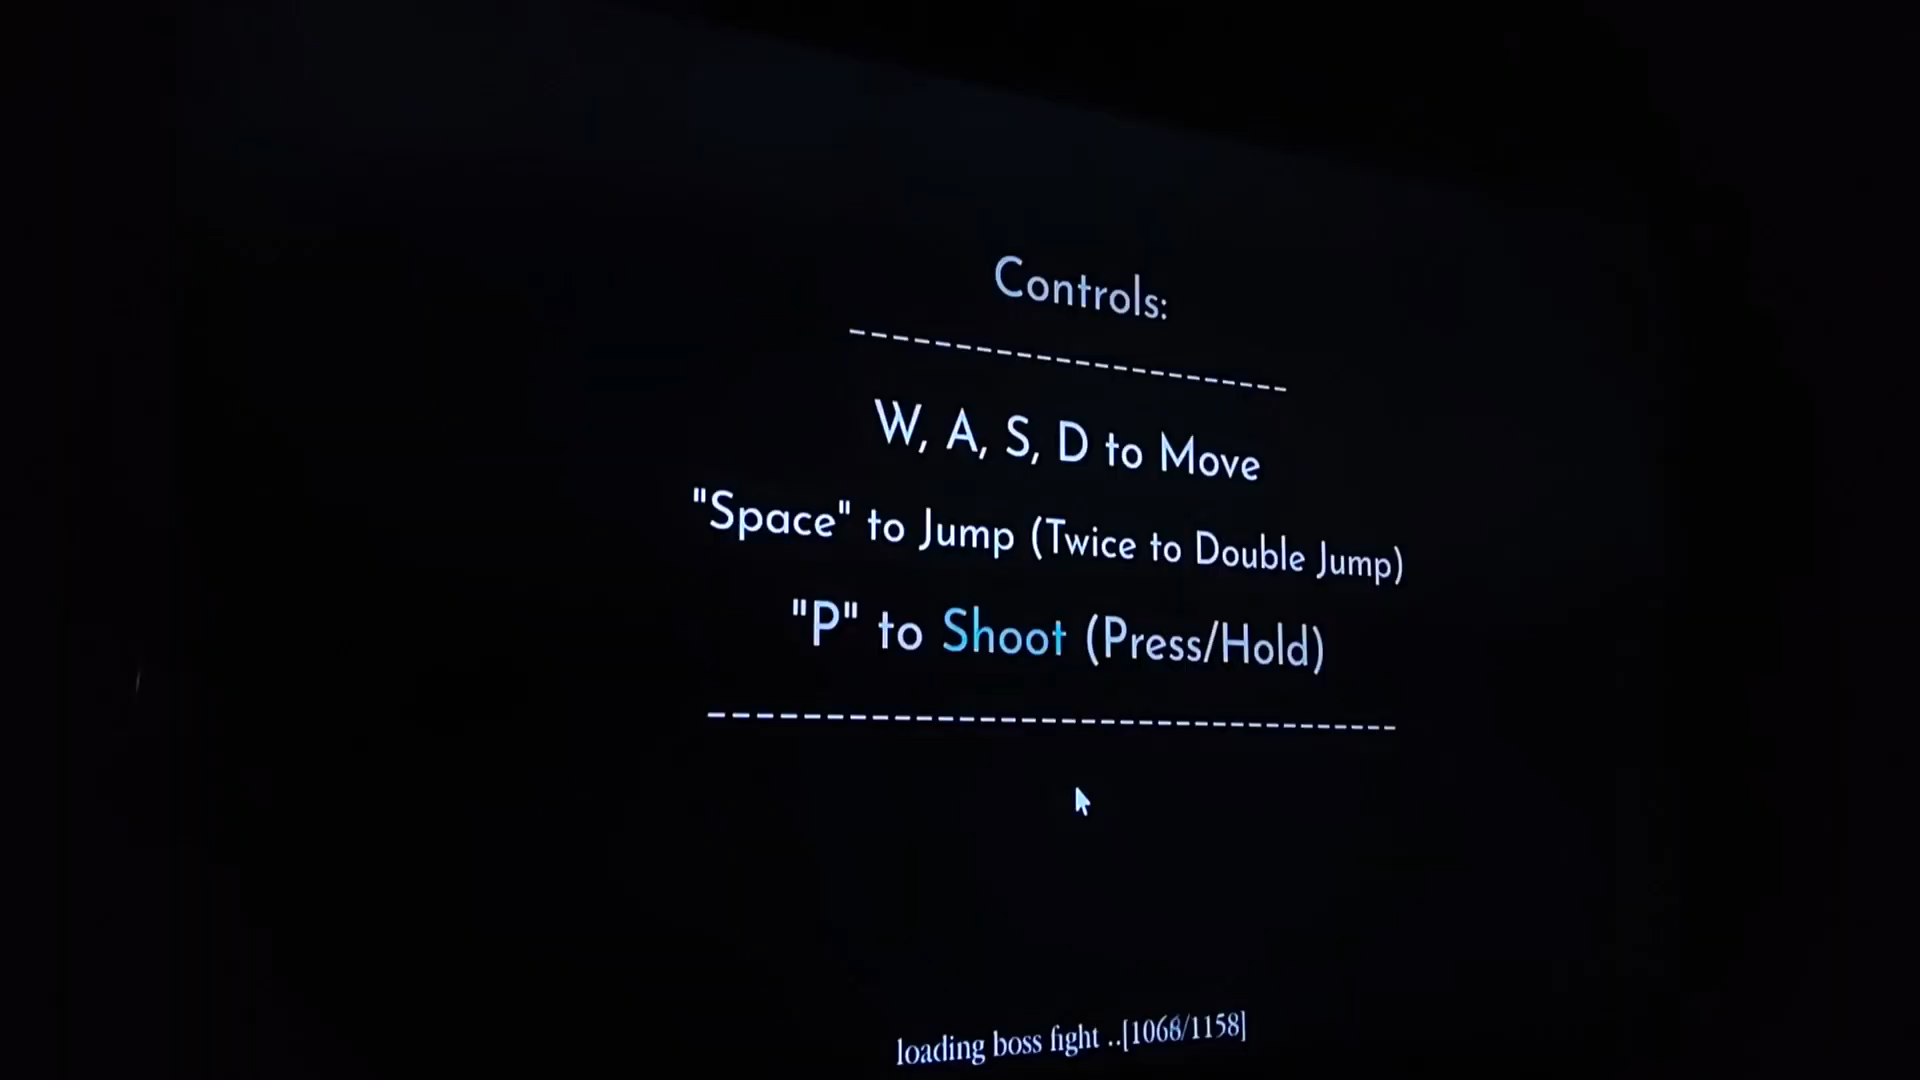 Controls:
----------------------
W, A, S, D to Move
"Space" to Jump (Twice to Double Jump)
"P" to Shoot (Press/Hold)
-------------------------------
loading boss fight ..[1068/1158]